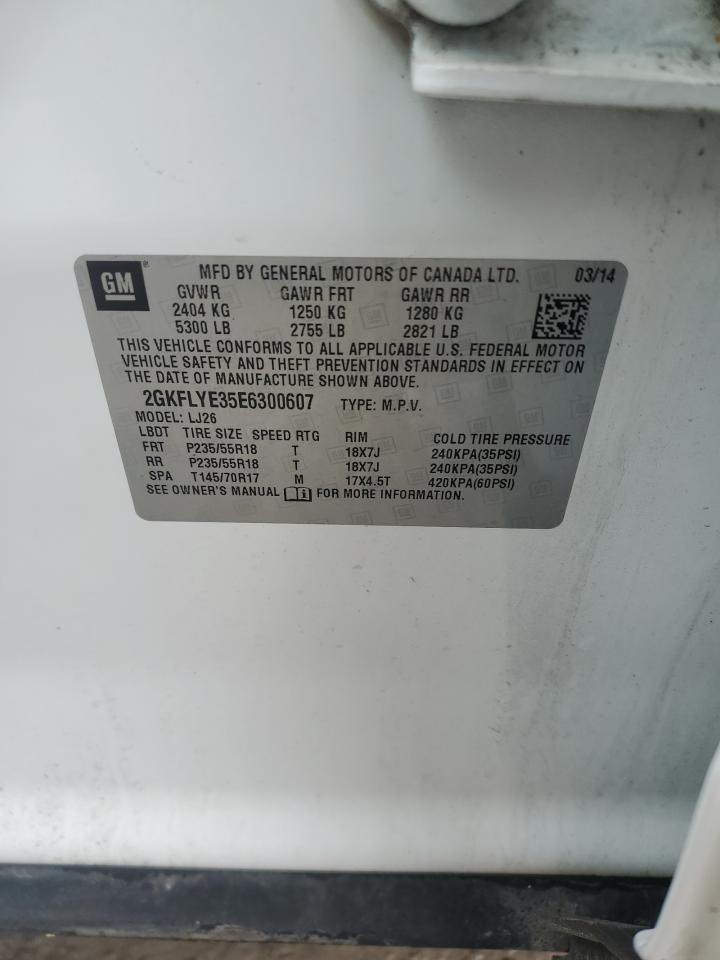 GM ® MFD BY GENERAL MOTORS OF CANADA LTD. 03/14
GVWR GAWR FRT GAWR RR
2404 KG 1250 KG 1280 KG
5300 LB 2755 LB 2821 LB
THIS VEHICLE CONFORMS TO ALL APPLICABLE U.S. FEDERAL MOTOR
VEHICLE SAFETY AND THEFT PREVENTION STANDARDS IN EFFECT ON
THE DATE OF MANUFACTURE SHOWN ABOVE.
2GKFLYE35E6300607 TYPE: M.P.V.
MODEL: LJ26
LBDT TIRE SIZE SPEED RTG RIM COLD TIRE PRESSURE
FRT P235/55R18 T 18X7J 240KPA(35PSI)
RR P235/55R18 T 18X7J 240KPA(35PSI)
SPA T145/70R17 M 17X4.5T 420KPA(60PSI)
SEE OWNER'S MANUAL i FOR MORE INFORMATION.